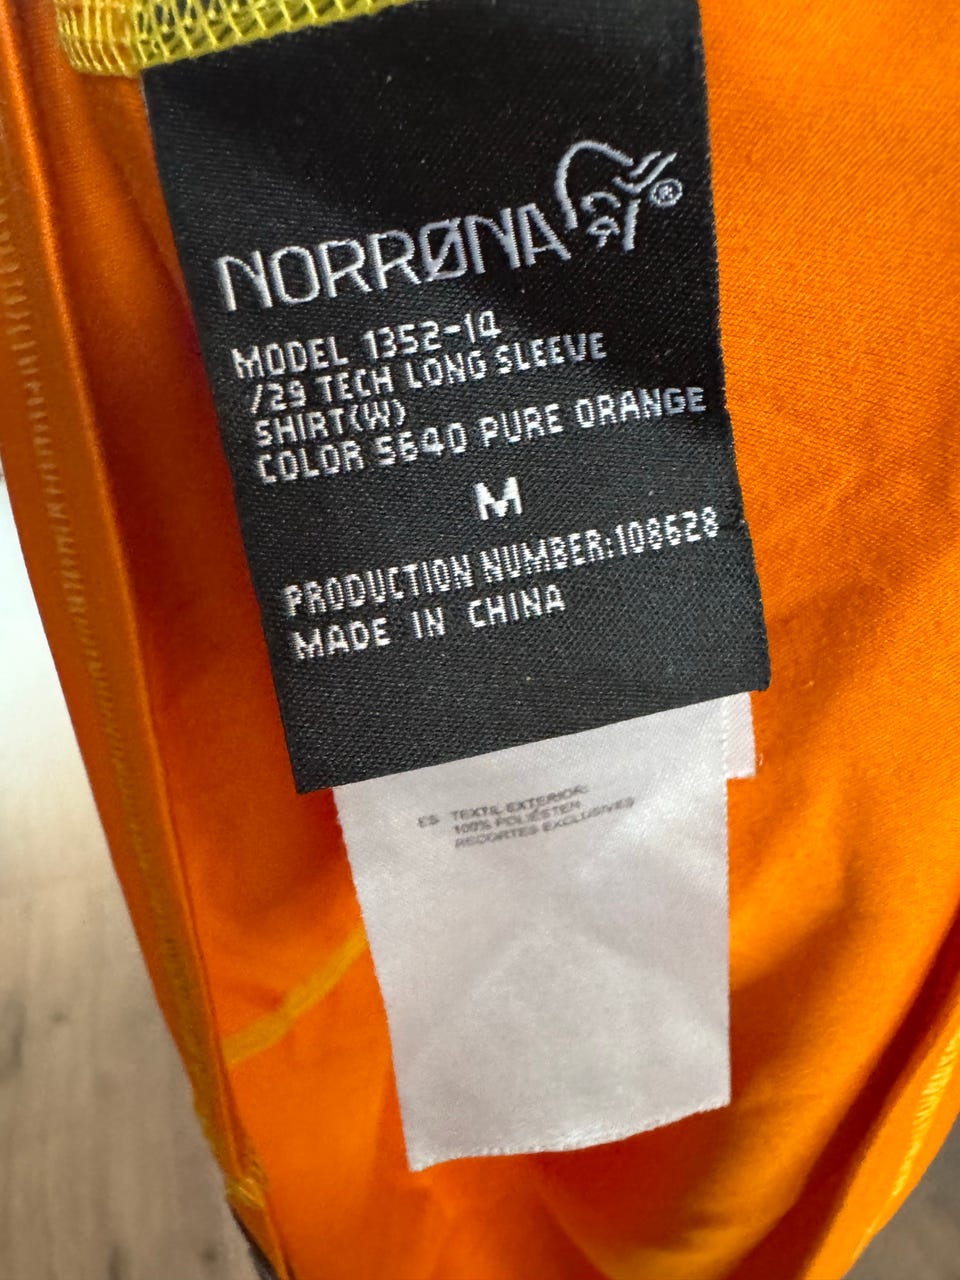 NORRØNA®
MODEL 1352-14
/29 TECH LONG SLEEVE
SHIRT(W)
COLOR 5640 PURE ORANGE
M
PRODUCTION NUMBER:108628
MADE IN CHINA
ES TEXTIL EXTERIOR:
100% POLIÉSTER
RECORTES EXCLUSIVES